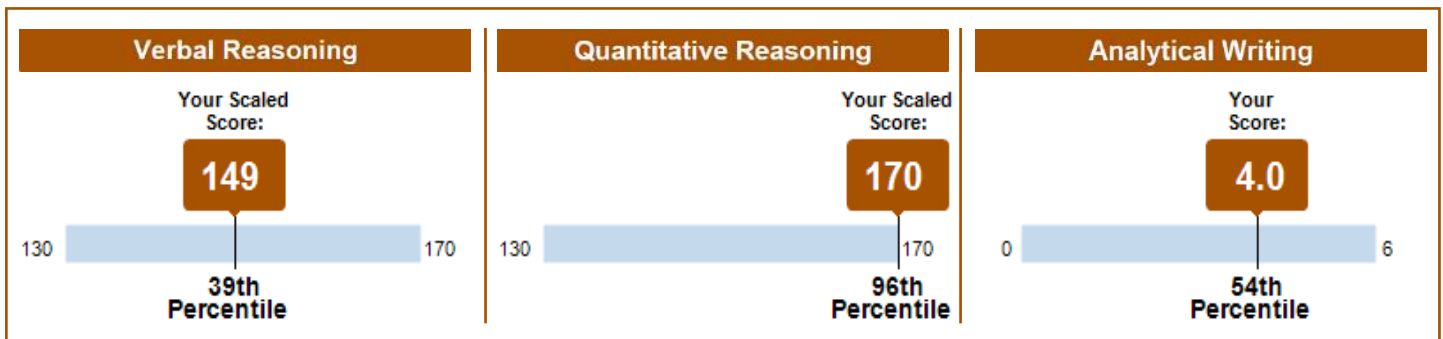 Verbal Reasoning
Your Scaled
Score:
149
130
170
39th
Percentile
Quantitative Reasoning
Your Scaled
Score:
170
130
170
96th
Percentile
Analytical Writing
Your
Score:
4.0
0
6
54th
Percentile